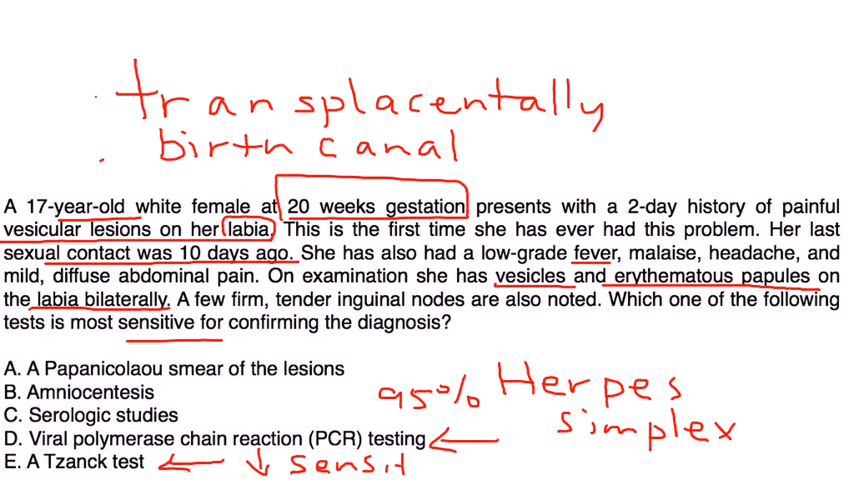 transplacentally
birth canal
A 17-year-old white female at 20 weeks gestation presents with a 2-day history of painful
vesicular lesions on her labia. This is the first time she has ever had this problem. Her last
sexual contact was 10 days ago. She has also had a low-grade fever, malaise, headache, and
mild, diffuse abdominal pain. On examination she has vesicles and erythematous papules on
the labia bilaterally. A few firm, tender inguinal nodes are also noted. Which one of the following
tests is most sensitive for confirming the diagnosis?
A. A Papanicolaou smear of the lesions
B. Amniocentesis
C. Serologic studies
D. Viral polymerase chain reaction (PCR) testing
E. A Tzanck test
95% Herpes
simplex
↓ sensit